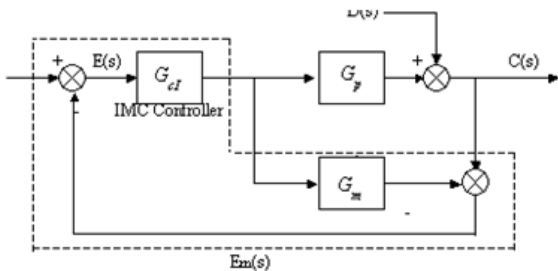 D(s)
+
E(s)
G_cI
G_p
+
C(s)
-
IMC Controller
G_m
-
Em(s)